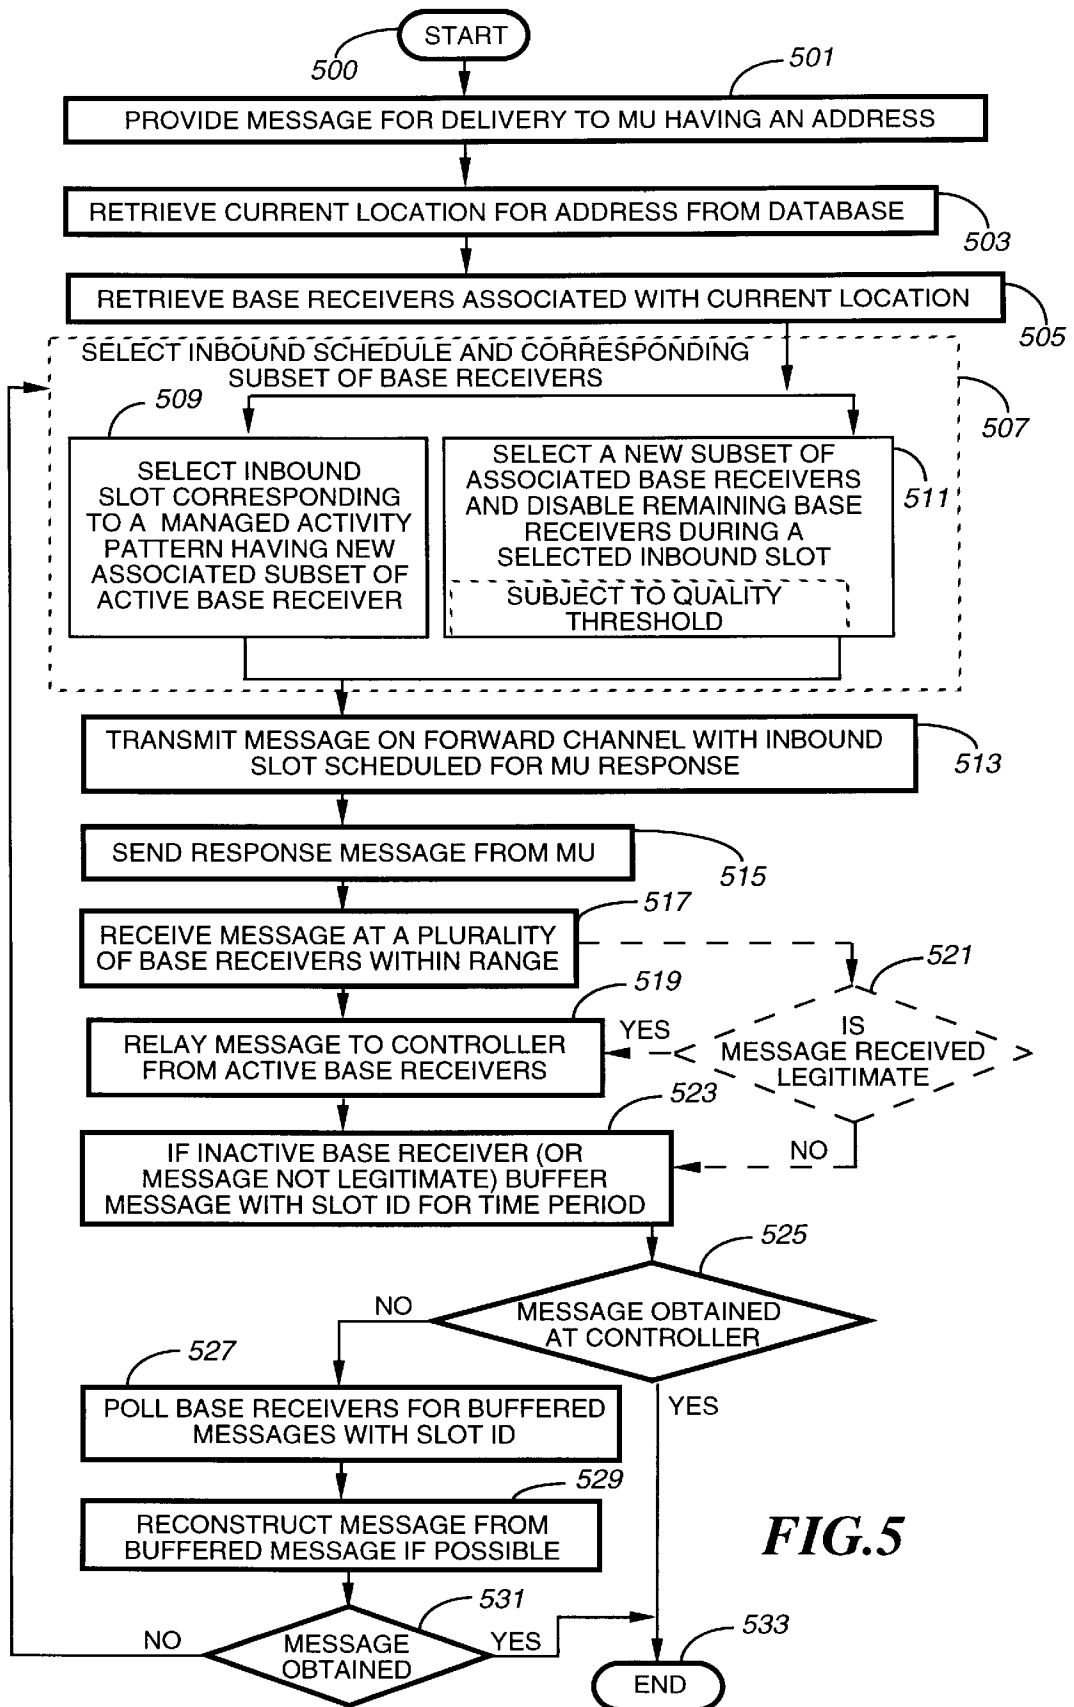 START
500
501
PROVIDE MESSAGE FOR DELIVERY TO MU HAVING AN ADDRESS
RETRIEVE CURRENT LOCATION FOR ADDRESS FROM DATABASE
503
RETRIEVE BASE RECEIVERS ASSOCIATED WITH CURRENT LOCATION
505
SELECT INBOUND SCHEDULE AND CORRESPONDING
SUBSET OF BASE RECEIVERS
507
509
SELECT INBOUND
SLOT CORRESPONDING
TO A MANAGED ACTIVITY
PATTERN HAVING NEW
ASSOCIATED SUBSET OF
ACTIVE BASE RECEIVER
SELECT A NEW SUBSET OF
ASSOCIATED BASE RECEIVERS
AND DISABLE REMAINING BASE
RECEIVERS DURING A
SELECTED INBOUND SLOT
511
SUBJECT TO QUALITY
THRESHOLD
TRANSMIT MESSAGE ON FORWARD CHANNEL WITH INBOUND
SLOT SCHEDULED FOR MU RESPONSE
513
SEND RESPONSE MESSAGE FROM MU
515
517
RECEIVE MESSAGE AT A PLURALITY
OF BASE RECEIVERS WITHIN RANGE
519
521
RELAY MESSAGE TO CONTROLLER
FROM ACTIVE BASE RECEIVERS
YES
IS
MESSAGE RECEIVED
LEGITIMATE
523
NO
IF INACTIVE BASE RECEIVER (OR
MESSAGE NOT LEGITIMATE) BUFFER
MESSAGE WITH SLOT ID FOR TIME PERIOD
525
NO
MESSAGE OBTAINED
AT CONTROLLER
527
YES
POLL BASE RECEIVERS FOR BUFFERED
MESSAGES WITH SLOT ID
529
RECONSTRUCT MESSAGE FROM
BUFFERED MESSAGE IF POSSIBLE
FIG.5
531
NO
MESSAGE
OBTAINED
YES
533
END